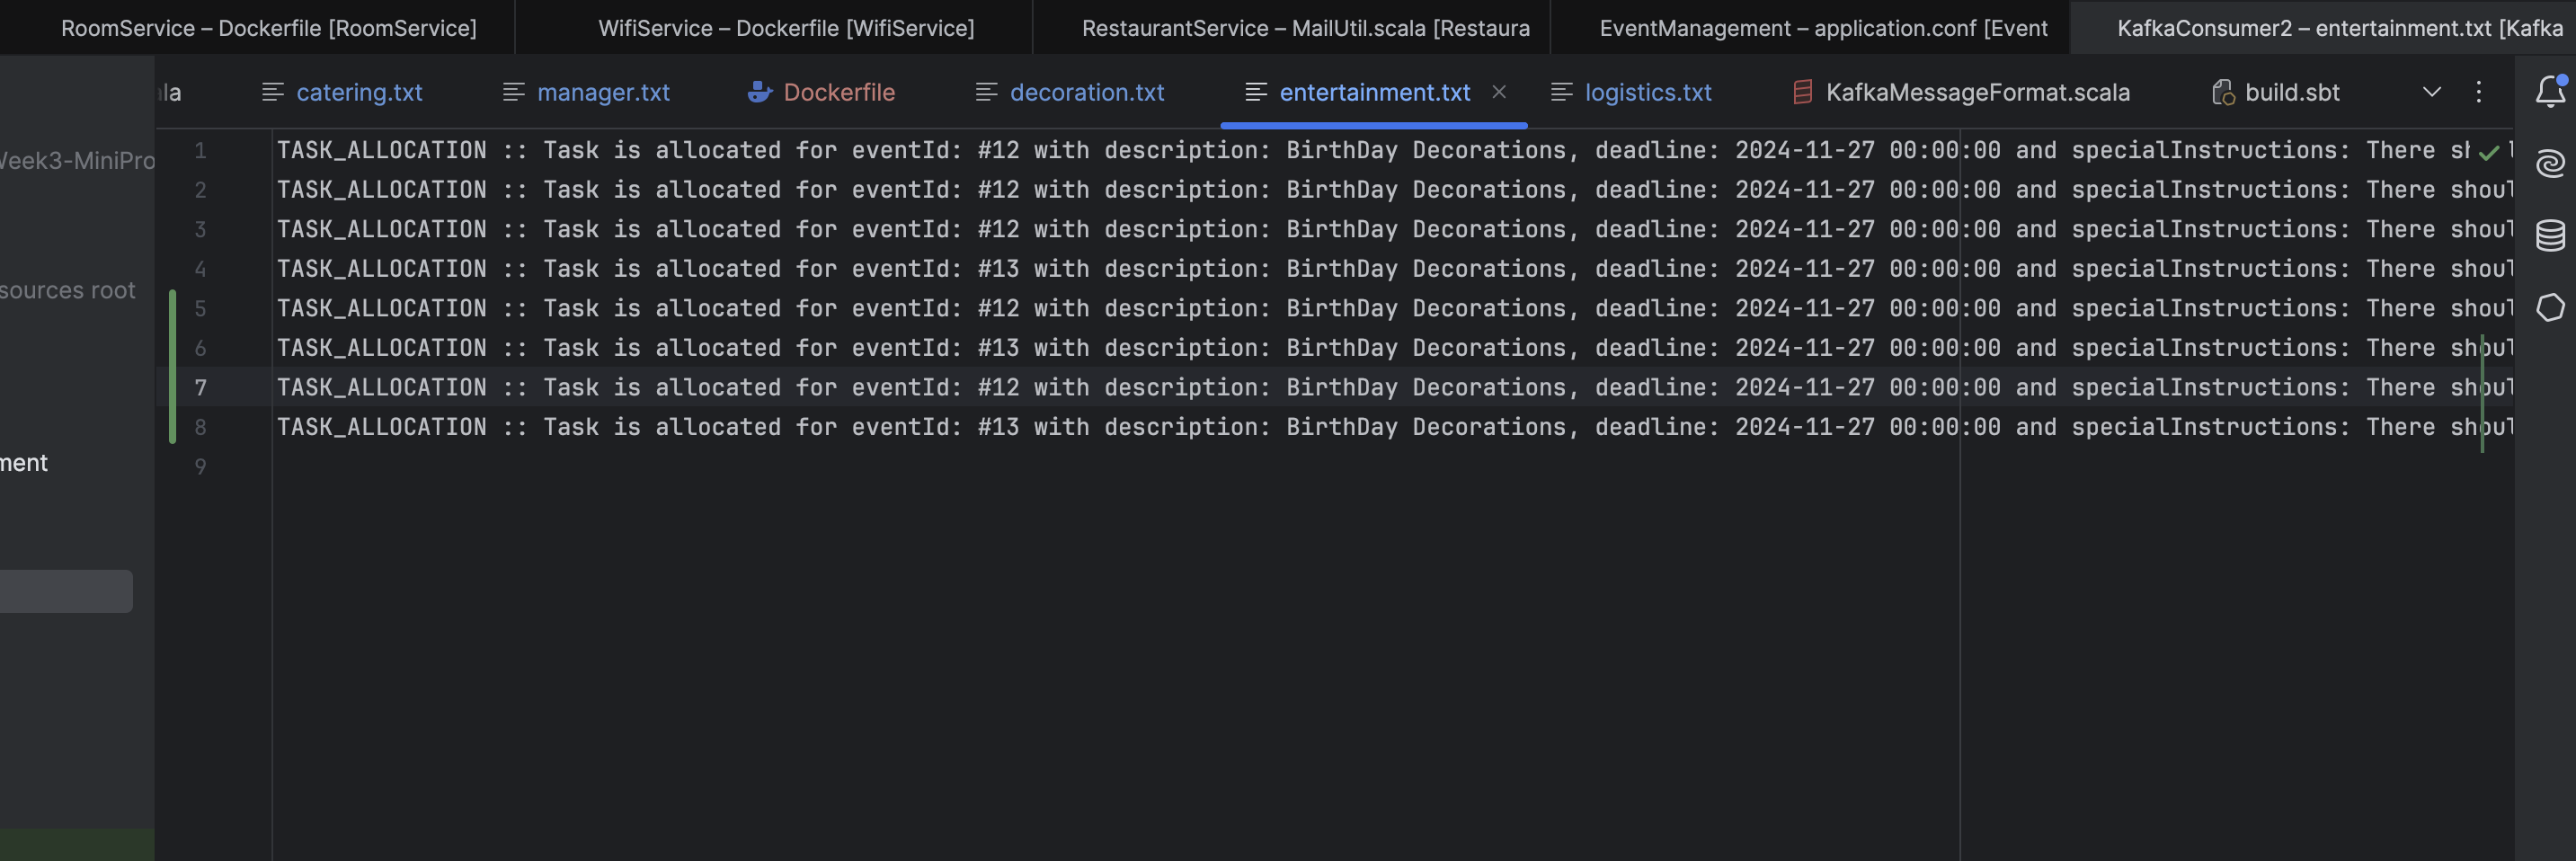 RoomService – Dockerfile [RoomService]
WifiService – Dockerfile [WifiService]
RestaurantService – MailUtil.scala [Restaura
EventManagement – application.conf [Event
KafkaConsumer2 – entertainment.txt [Kafka
la
catering.txt
manager.txt
Dockerfile
decoration.txt
entertainment.txt
logistics.txt
KafkaMessageFormat.scala
build.sbt
Week3-MiniPro
sources root
ment
1 TASK_ALLOCATION :: Task is allocated for eventId: #12 with description: BirthDay Decorations, deadline: 2024-11-27 00:00:00 and specialInstructions: There sh
2 TASK_ALLOCATION :: Task is allocated for eventId: #12 with description: BirthDay Decorations, deadline: 2024-11-27 00:00:00 and specialInstructions: There shoul
3 TASK_ALLOCATION :: Task is allocated for eventId: #12 with description: BirthDay Decorations, deadline: 2024-11-27 00:00:00 and specialInstructions: There shoul
4 TASK_ALLOCATION :: Task is allocated for eventId: #13 with description: BirthDay Decorations, deadline: 2024-11-27 00:00:00 and specialInstructions: There shoul
5 TASK_ALLOCATION :: Task is allocated for eventId: #12 with description: BirthDay Decorations, deadline: 2024-11-27 00:00:00 and specialInstructions: There shoul
6 TASK_ALLOCATION :: Task is allocated for eventId: #13 with description: BirthDay Decorations, deadline: 2024-11-27 00:00:00 and specialInstructions: There shoul
7 TASK_ALLOCATION :: Task is allocated for eventId: #12 with description: BirthDay Decorations, deadline: 2024-11-27 00:00:00 and specialInstructions: There shoul
8 TASK_ALLOCATION :: Task is allocated for eventId: #13 with description: BirthDay Decorations, deadline: 2024-11-27 00:00:00 and specialInstructions: There shoul
9